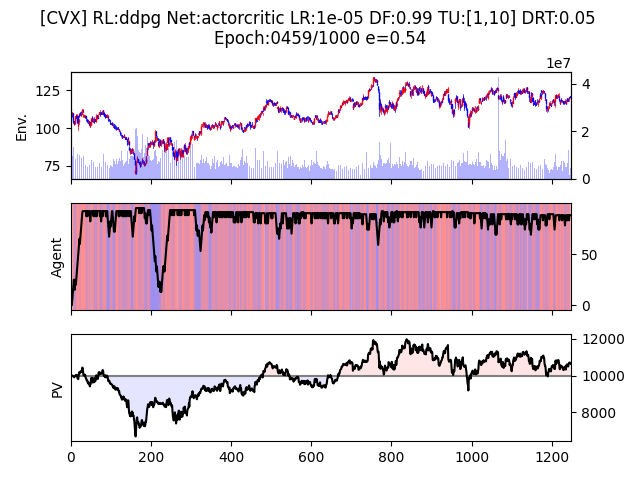 [CVX] RL:ddpg Net:actorcritic LR:1e-05 DF:0.99 TU:[1,10] DRT:0.05
Epoch:0459/1000 e=0.54
1e7
125
100
75
Env.
4
2
0
Agent
50
0
PV
12000
10000
8000
0 200 400 600 800 1000 1200